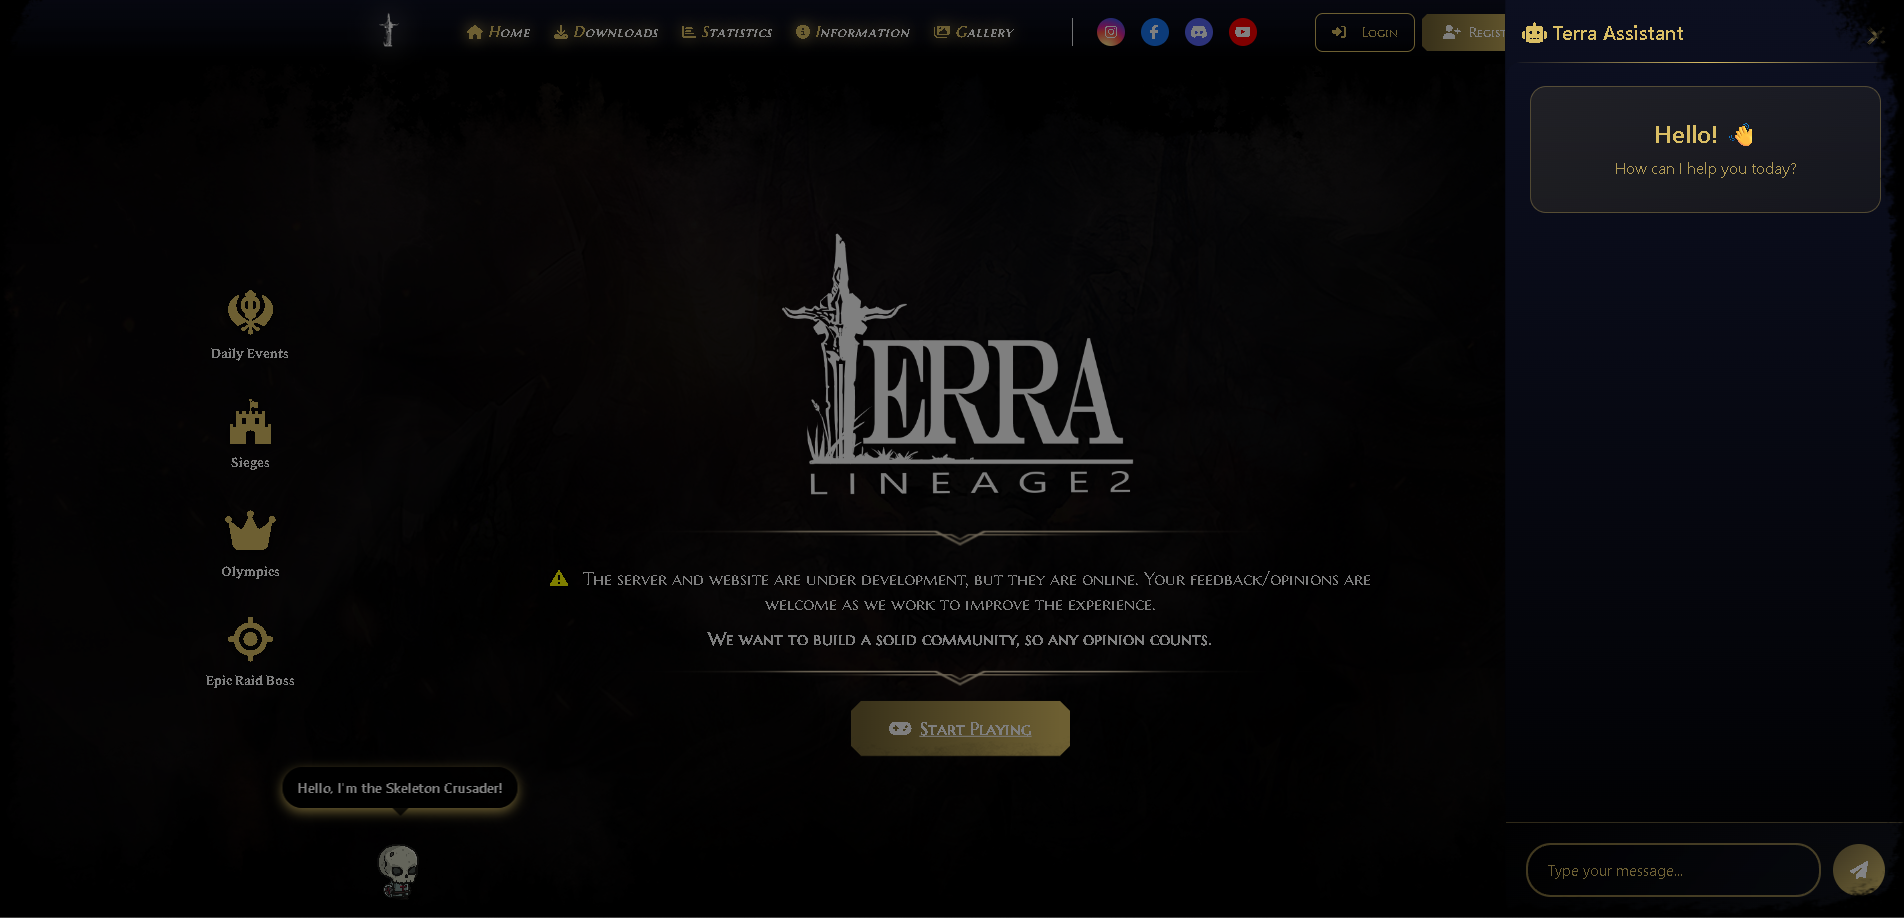 Home
Downloads
Statistics
Information
Gallery
Login
Regist
Terra Assistant
Hello! 👋
How can I help you today?
Daily Events
Sieges
Olympics
Epic Raid Boss
TERRA
LINEAGE 2
The server and website are under development, but they are online. Your feedback/opinions are
welcome as we work to improve the experience.
We want to build a solid community, so any opinion counts.
Start Playing
Hello, I'm the Skeleton Crusader!
Type your message...